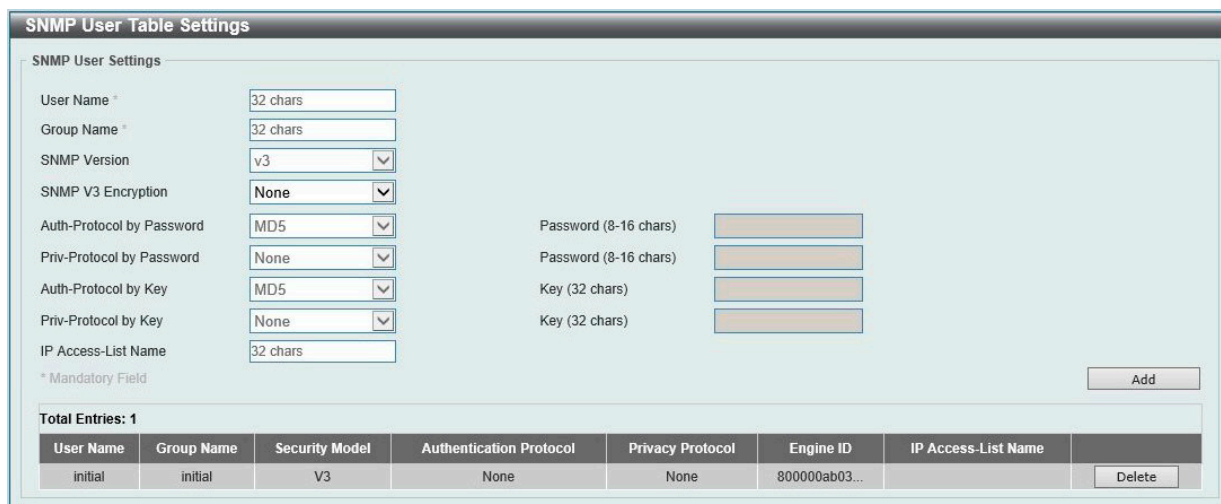 SNMP User Table Settings
SNMP User Settings
User Name *
32 chars
Group Name *
32 chars
SNMP Version
v3
SNMP V3 Encryption
None
Auth-Protocol by Password
MD5
Password (8-16 chars)
Priv-Protocol by Password
None
Password (8-16 chars)
Auth-Protocol by Key
MD5
Key (32 chars)
Priv-Protocol by Key
None
Key (32 chars)
IP Access-List Name
32 chars
* Mandatory Field
Add
Total Entries: 1
User Name Group Name Security Model Authentication Protocol Privacy Protocol Engine ID IP Access-List Name
initial initial V3 None None 800000ab03... Delete